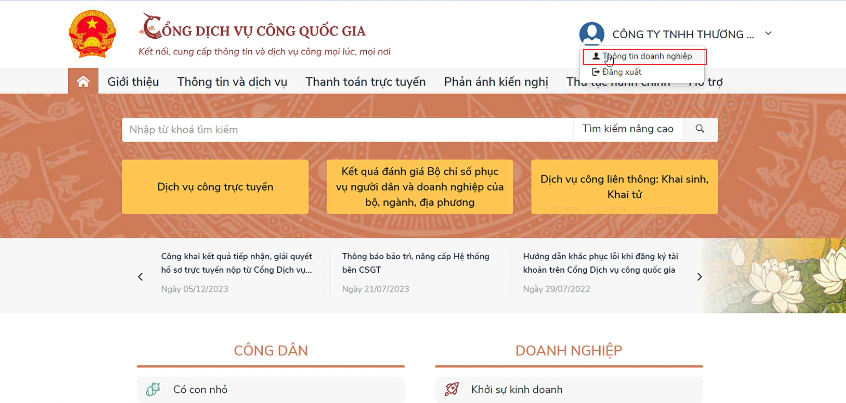 CỔNG DỊCH VỤ CÔNG QUỐC GIA
Kết nối, cung cấp thông tin và dịch vụ công mọi lúc, mọi nơi
CÔNG TY TNHH THƯƠNG ...
Thông tin doanh nghiệp
Đăng xuất
Giới thiệu
Thông tin và dịch vụ
Thanh toán trực tuyến
Phản ánh kiến nghị
Thủ tục hành chính
Hỗ trợ
Nhập từ khoá tìm kiếm
Tìm kiếm nâng cao
Dịch vụ công trực tuyến
Kết quả đánh giá Bộ chỉ số phục
vụ người dân và doanh nghiệp của
bộ, ngành, địa phương
Dịch vụ công liên thông: Khai sinh,
Khai tử
Công khai kết quả tiếp nhận, giải quyết
hồ sơ trực tuyến nộp từ Cổng Dịch vụ...
Ngày 05/12/2023
Thông báo bảo trì, nâng cấp Hệ thống
bên CSGT
Ngày 21/07/2023
Hướng dẫn khắc phục lỗi khi đăng ký tài
khoản trên Cổng Dịch vụ công quốc gia
Ngày 29/07/2022
CÔNG DÂN
Có con nhỏ
DOANH NGHIỆP
Khởi sự kinh doanh